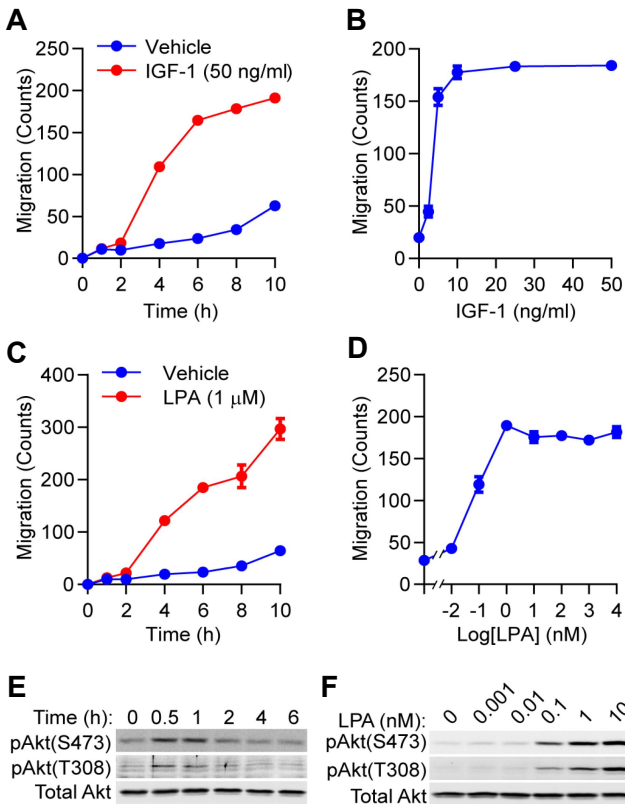 A
Vehicle
IGF-1 (50 ng/ml)
250
200
150
100
50
0
Migration (Counts)
0 2 4 6 8 10
Time (h)
B
200
150
100
50
0
Migration (Counts)
0 10 20 30 40 50
IGF-1 (ng/ml)
C
Vehicle
LPA (1 μM)
400
300
200
100
0
Migration (Counts)
0 2 4 6 8 10
Time (h)
D
250
200
150
100
50
0
Migration (Counts)
-2 -1 0 1 2 3 4
Log[LPA] (nM)
E
Time (h): 0 0.5 1 2 4 6
pAkt(S473)
pAkt(T308)
Total Akt
F
LPA (nM): 0 0.001 0.01 0.1 1 10
pAkt(S473)
pAkt(T308)
Total Akt